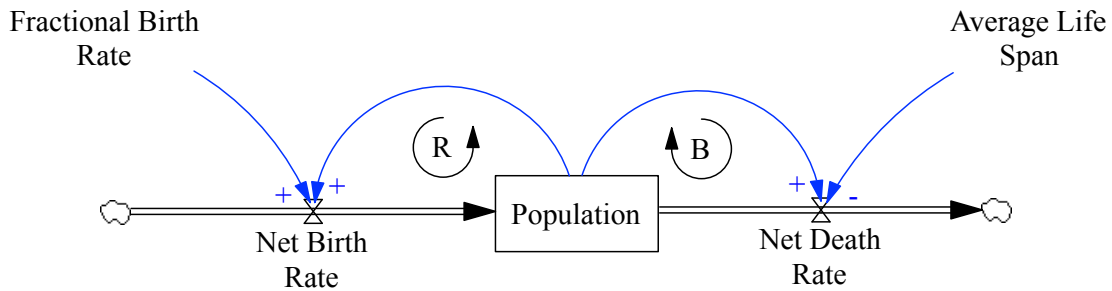 Fractional Birth
Rate
Average Life
Span
R
B
+
+
+
-
Population
Net Birth
Rate
Net Death
Rate